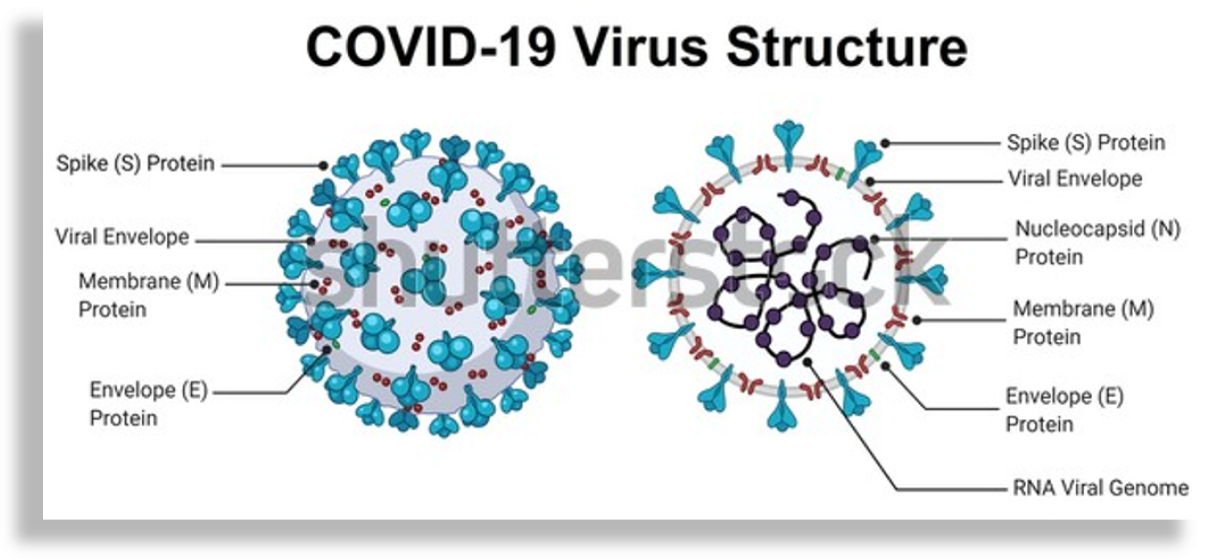 COVID-19 Virus Structure
Spike (S) Protein
Viral Envelope
Membrane (M)
Protein
Envelope (E)
Protein
shutterstock
Spike (S) Protein
Viral Envelope
Nucleocapsid (N)
Protein
Membrane (M)
Protein
Envelope (E)
Protein
RNA Viral Genome